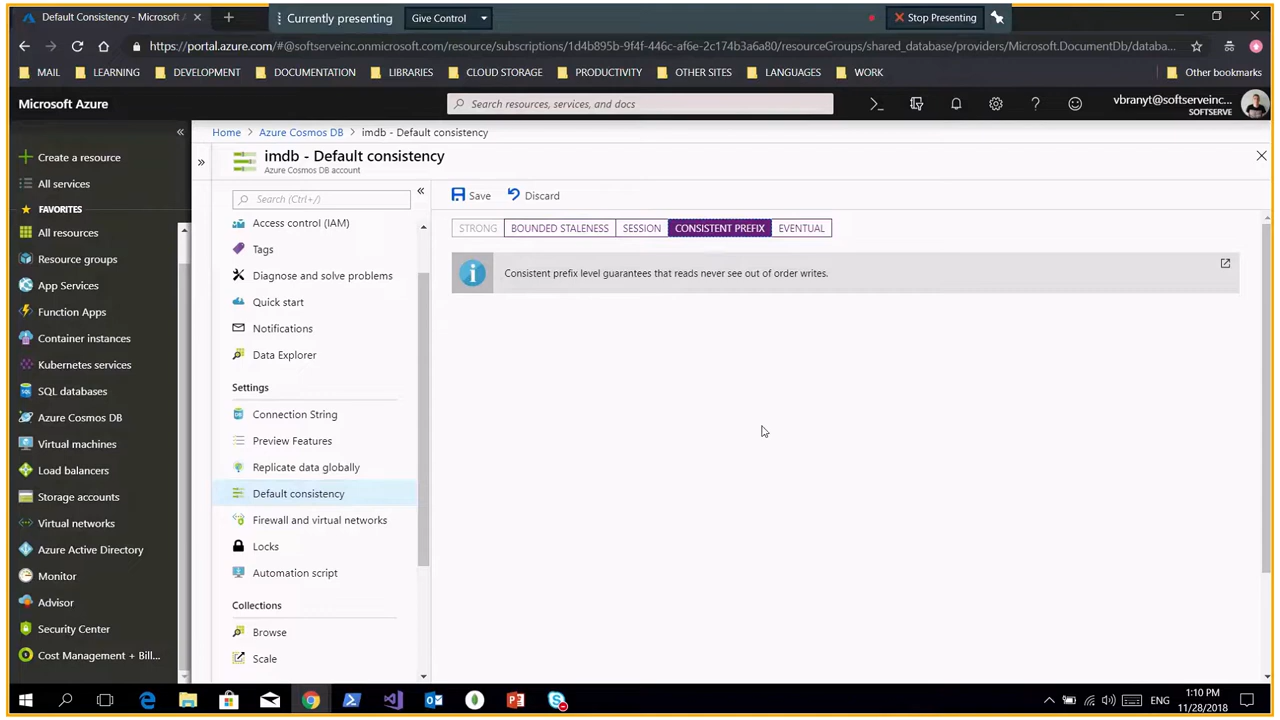 Default Consistency - Microsoft A
Currently presenting
Give Control
Stop Presenting
https://portal.azure.com/#@softserveinc.onmicrosoft.com/resource/subscriptions/1d4b895b-9f4f-446c-af6e-2c174b3a6a80/resourceGroups/shared_database/providers/Microsoft.DocumentDb/databa...
MAIL
LEARNING
DEVELOPMENT
DOCUMENTATION
LIBRARIES
CLOUD STORAGE
PRODUCTIVITY
OTHER SITES
LANGUAGES
WORK
Other bookmarks
Microsoft Azure
Search resources, services, and docs
vbranyt@softserveinc...
SOFTSERVE
Home > Azure Cosmos DB > imdb - Default consistency
imdb - Default consistency
Azure Cosmos DB account
Create a resource
All services
FAVORITES
All resources
Resource groups
App Services
Function Apps
Container instances
Kubernetes services
SQL databases
Azure Cosmos DB
Virtual machines
Load balancers
Storage accounts
Virtual networks
Azure Active Directory
Monitor
Advisor
Security Center
Cost Management + Bill...
Search (Ctrl+/)
Access control (IAM)
Tags
Diagnose and solve problems
Quick start
Notifications
Data Explorer
Settings
Connection String
Preview Features
Replicate data globally
Default consistency
Firewall and virtual networks
Locks
Automation script
Collections
Browse
Scale
Save
Discard
STRONG
BOUNDED STALENESS
SESSION
CONSISTENT PREFIX
EVENTUAL
Consistent prefix level guarantees that reads never see out of order writes.
ENG
1:10 PM
11/28/2018